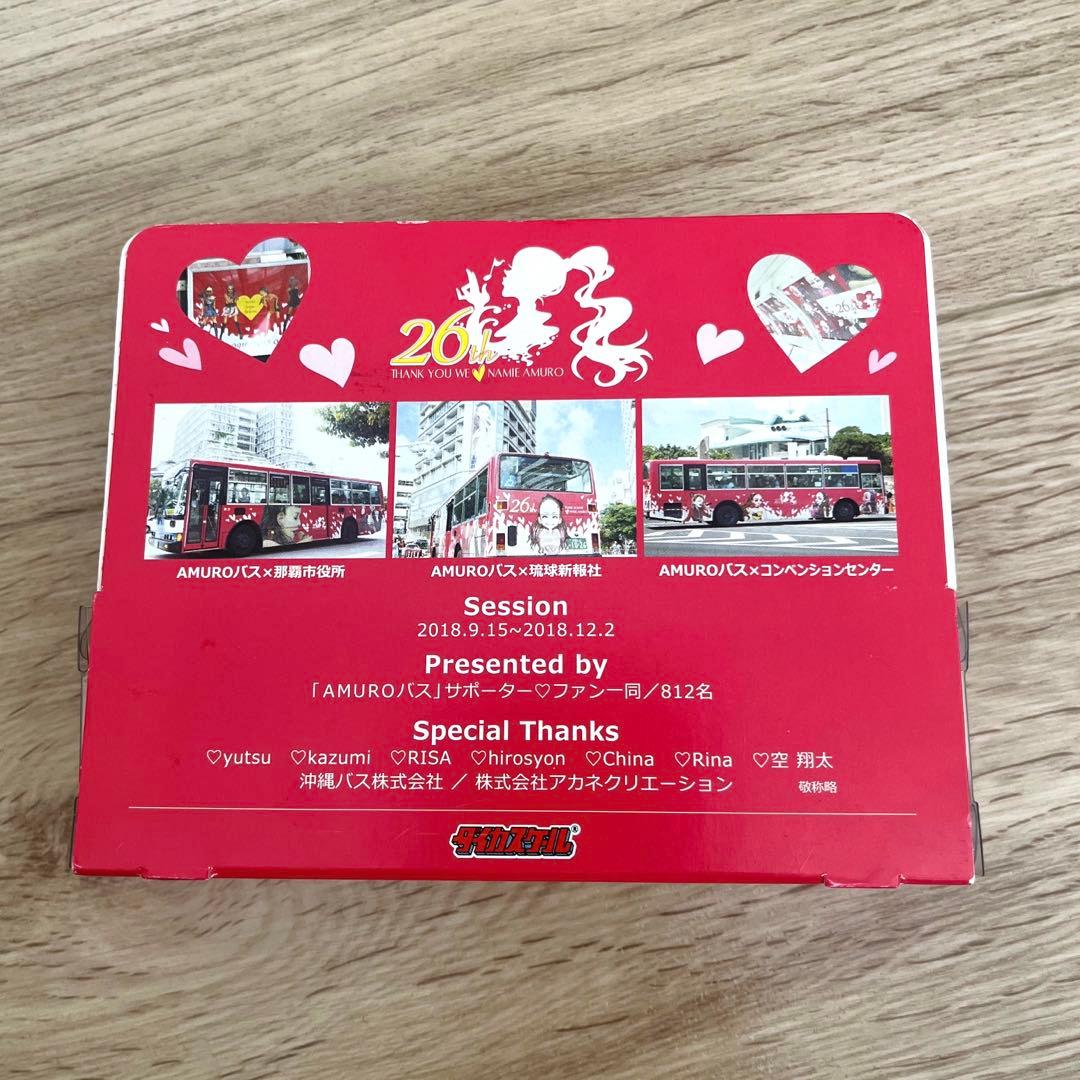 26th
THANK YOU WE NAMIE AMURO
26th
AMUROバス×那覇市役所
AMUROバス×琉球新報社
AMUROバス×コンベンションセンター
Session
2018.9.15~2018.12.2
Presented by
「AMUROバス」サポーター♡ファン一同／812名
Special Thanks
♡yutsu ♡kazumi ♡RISA ♡hirosyon ♡China ♡Rina ♡空 翔太
沖縄バス株式会社 ／ 株式会社アカネクリエーション 敬称略
ダイカスケール®